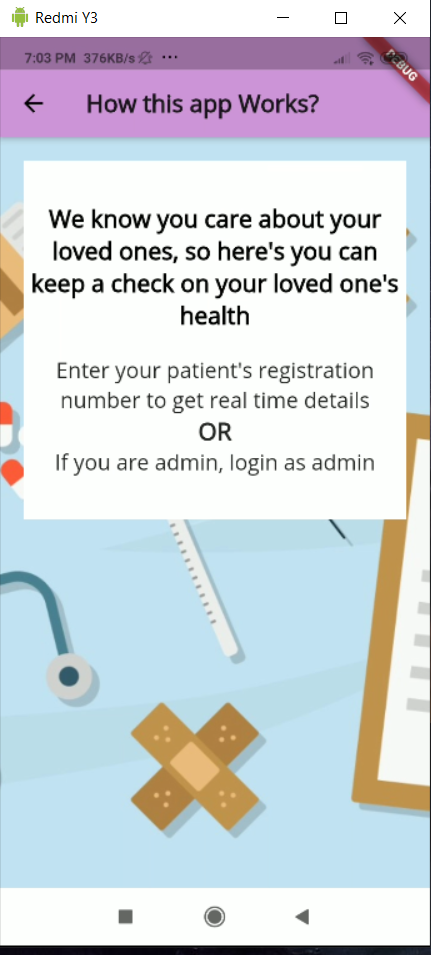 Redmi Y3
7:03 PM 376KB/s ...
DEBUG
How this app Works?
We know you care about your
loved ones, so here's you can
keep a check on your loved one's
health
Enter your patient's registration
number to get real time details
OR
If you are admin, login as admin